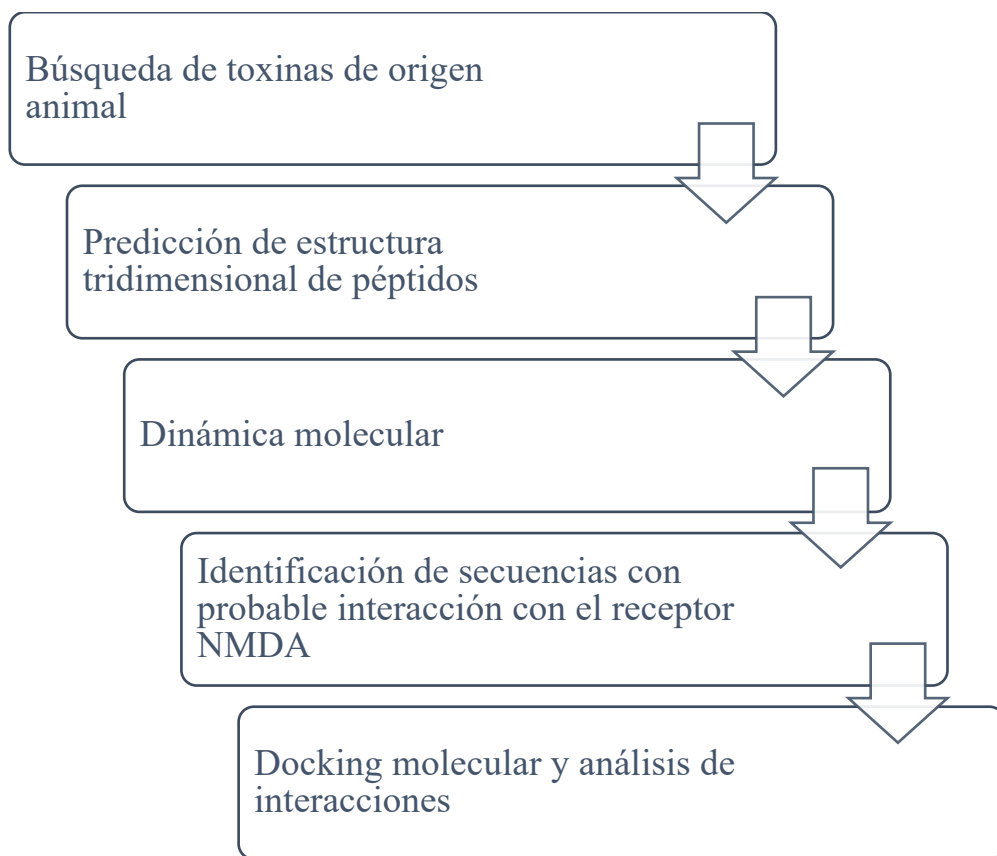 Búsqueda de toxinas de origen
animal
Predicción de estructura
tridimensional de péptidos
Dinámica molecular
Identificación de secuencias con
probable interacción con el receptor
NMDA
Docking molecular y análisis de
interacciones